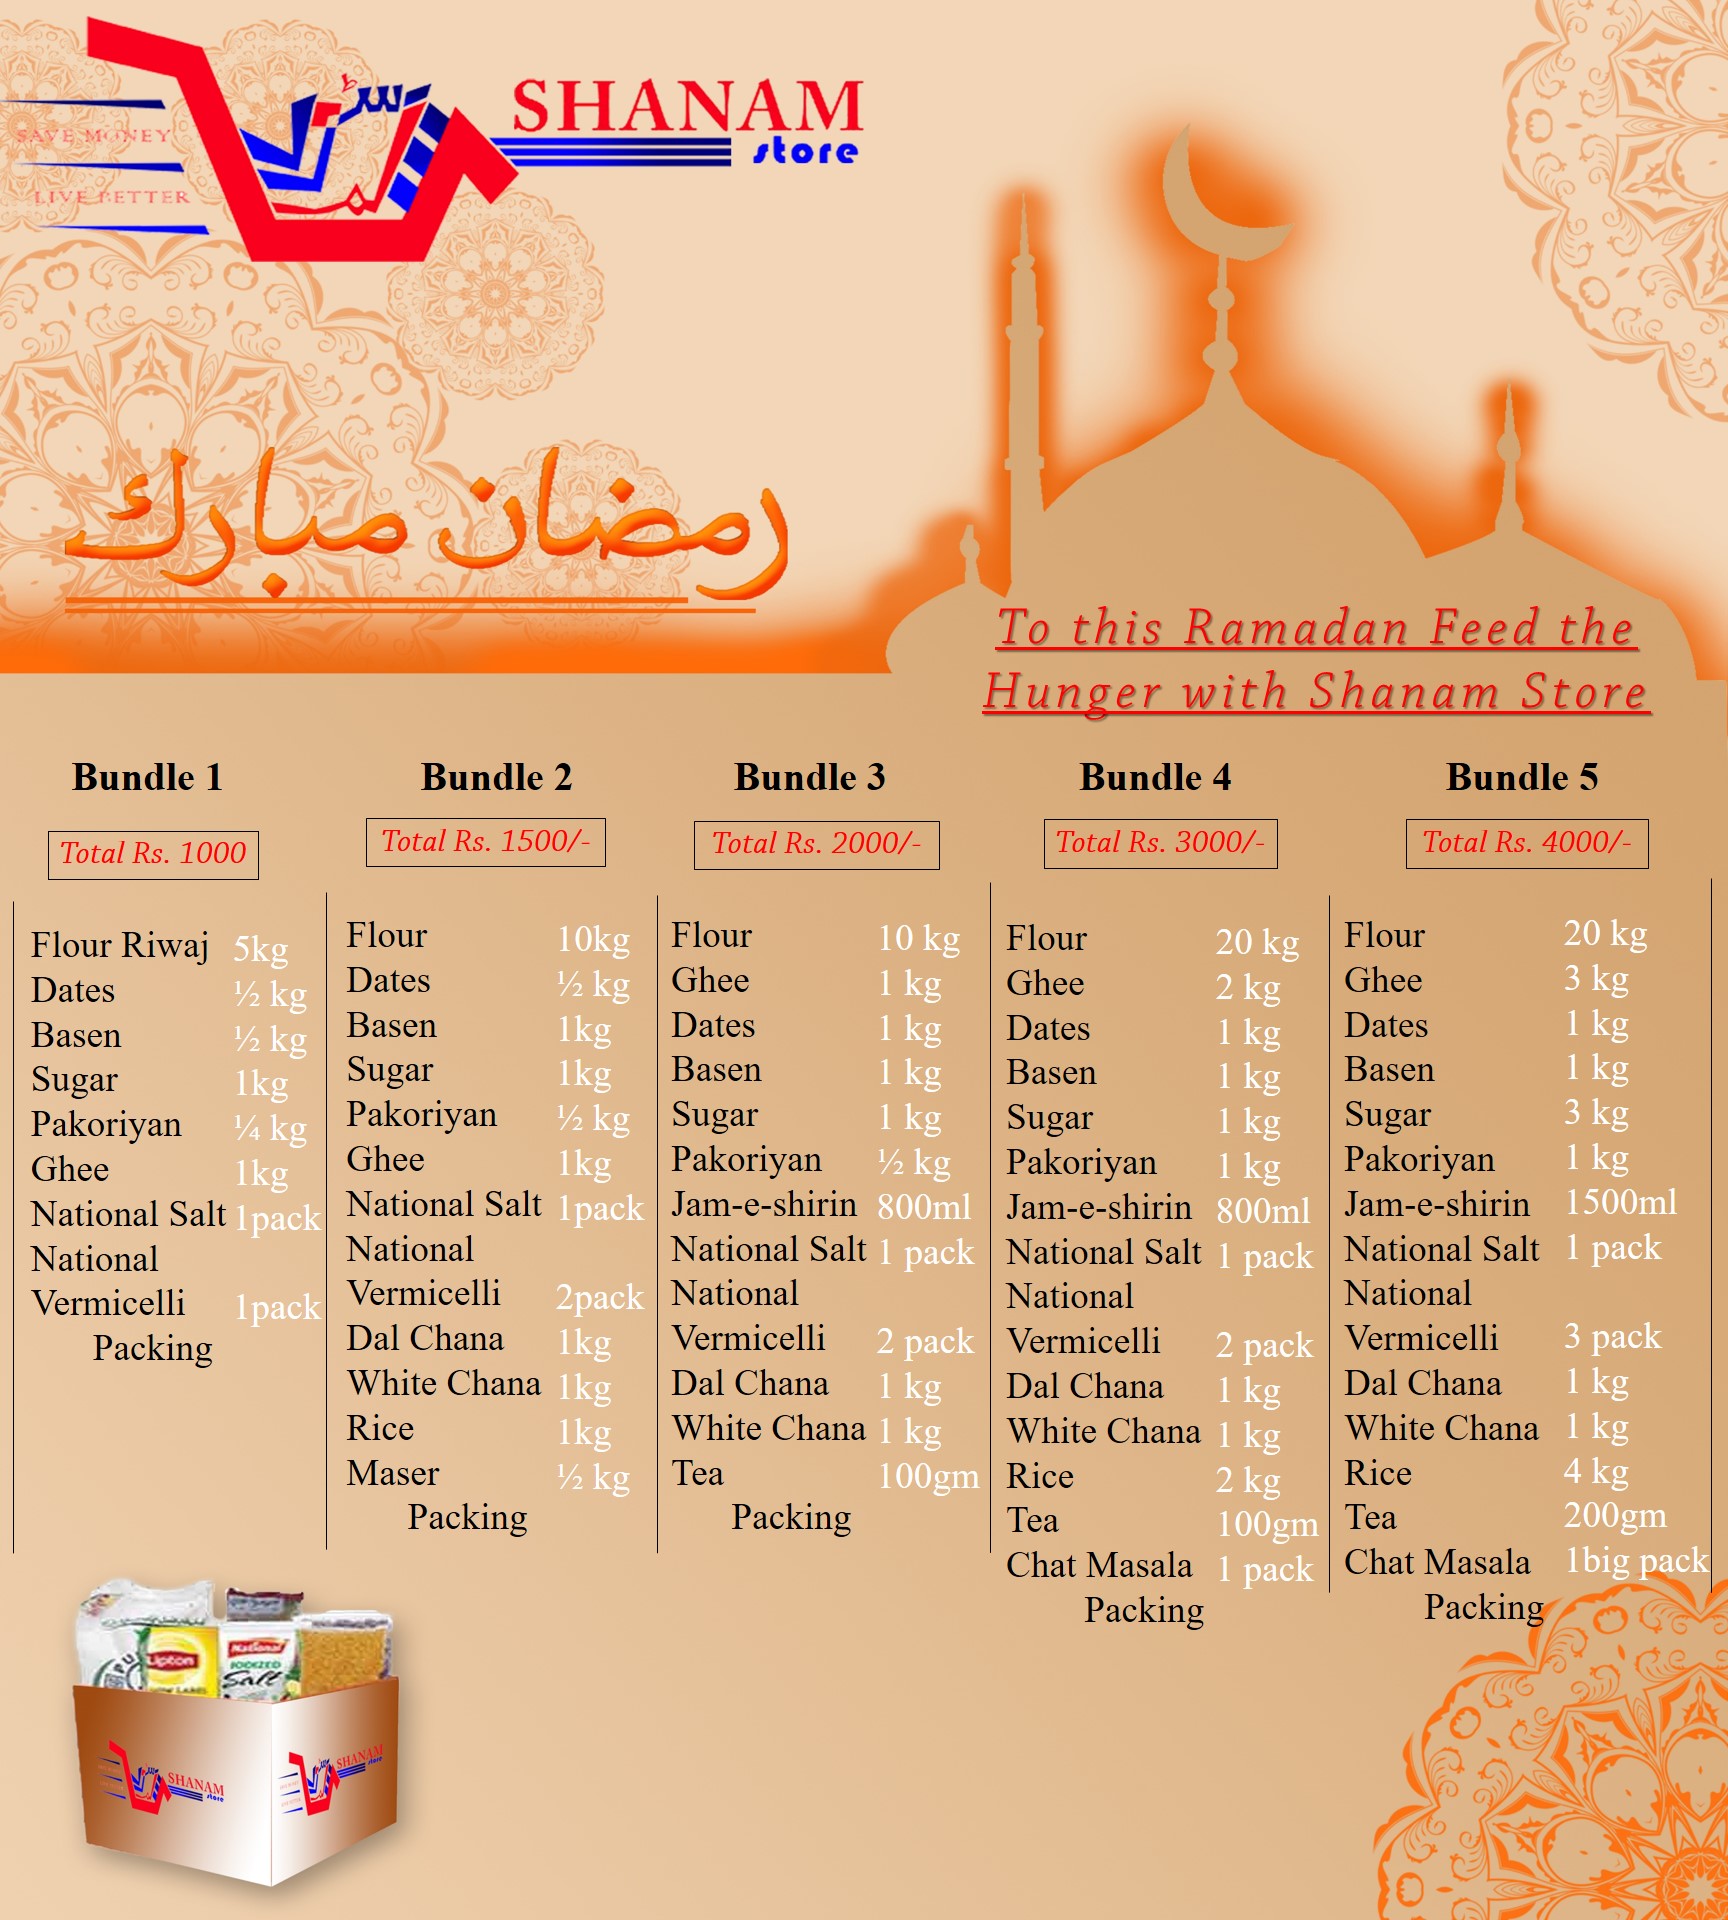 SAVE MONEY
LIVE BETTER
SHANAM
store
رمضان مبارك
To this Ramadan Feed the
Hunger with Shanam Store
Bundle 1
Total Rs. 1000
Flour Riwaj 5kg
Dates ½ kg
Basen ½ kg
Sugar 1kg
Pakoriyan ¼ kg
Ghee 1kg
National Salt 1pack
National
Vermicelli 1pack
Packing
Bundle 2
Total Rs. 1500/-
Flour 10kg
Dates ½ kg
Basen 1kg
Sugar 1kg
Pakoriyan ½ kg
Ghee 1kg
National Salt 1pack
National
Vermicelli 2pack
Dal Chana 1kg
White Chana 1kg
Rice 1kg
Maser ½ kg
Packing
Bundle 3
Total Rs. 2000/-
Flour 10 kg
Ghee 1 kg
Dates 1 kg
Basen 1 kg
Sugar 1 kg
Pakoriyan ½ kg
Jam-e-shirin 800ml
National Salt 1 pack
National
Vermicelli 2 pack
Dal Chana 1 kg
White Chana 1 kg
Tea 100gm
Packing
Bundle 4
Total Rs. 3000/-
Flour 20 kg
Ghee 2 kg
Dates 1 kg
Basen 1 kg
Sugar 1 kg
Pakoriyan 1 kg
Jam-e-shirin 800ml
National Salt 1 pack
National
Vermicelli 2 pack
Dal Chana 1 kg
White Chana 1 kg
Rice 2 kg
Tea 100gm
Chat Masala 1 pack
Packing
Bundle 5
Total Rs. 4000/-
Flour 20 kg
Ghee 3 kg
Dates 1 kg
Basen 1 kg
Sugar 3 kg
Pakoriyan 1 kg
Jam-e-shirin 1500ml
National Salt 1 pack
National
Vermicelli 3 pack
Dal Chana 1 kg
White Chana 1 kg
Rice 4 kg
Tea 200gm
Chat Masala 1big pack
Packing
Lipton
National
IODIZED
Salt
SHANAM
store
SHANAM
store